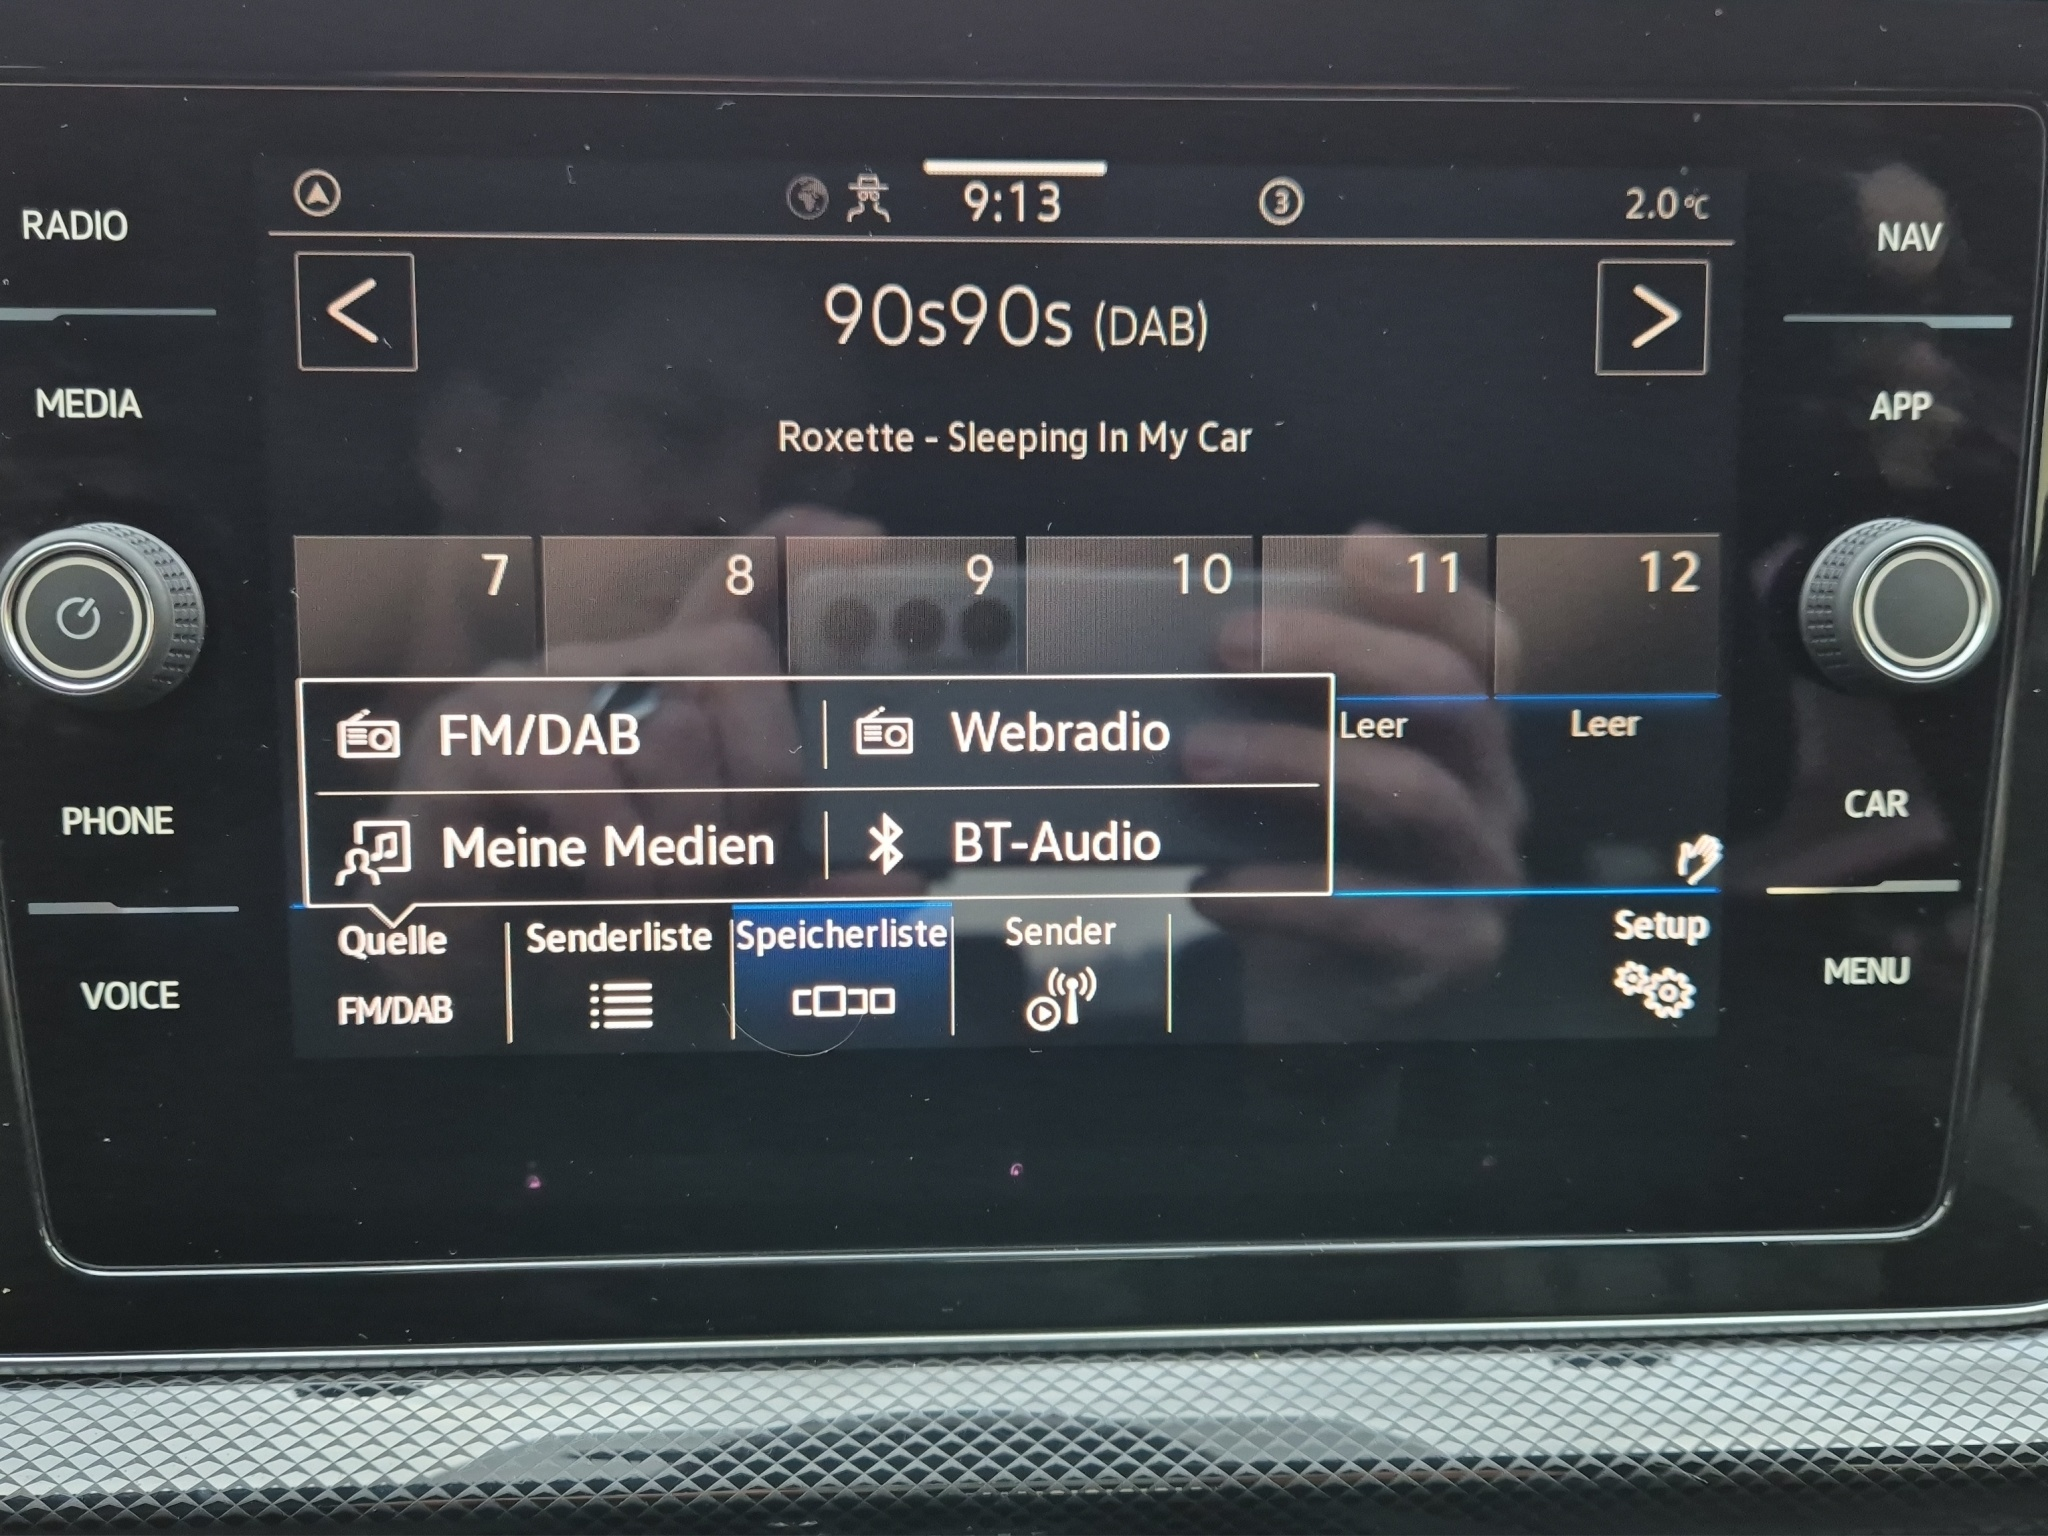 RADIO
MEDIA
PHONE
VOICE
9:13
3
2.0 °C
90s90s (DAB)
Roxette - Sleeping In My Car
7 8 9 10 11 12
FM/DAB Webradio
Meine Medien BT-Audio
Leer Leer
Quelle
FM/DAB
Senderliste
Speicherliste
Sender
Setup
NAV
APP
CAR
MENU